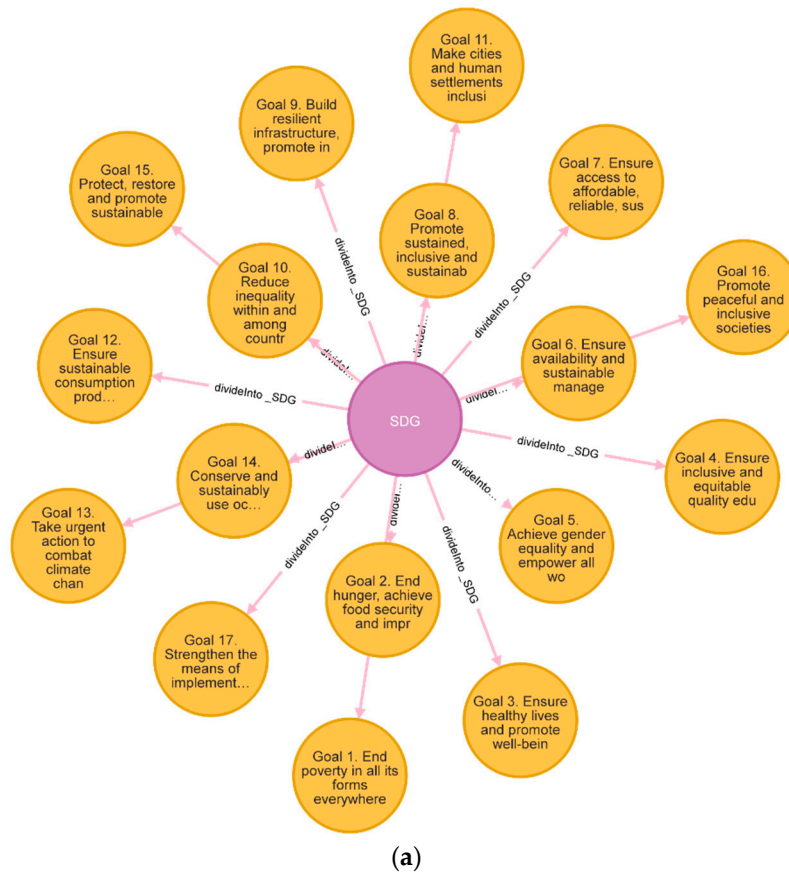 Goal 11.
Make cities
and human
settlements
inclusi
Goal 9. Build
resilient
infrastructure,
promote in
Goal 7. Ensure
access to
affordable,
reliable, sus
Goal 15.
Protect, restore
and promote
sustainable
Goal 8.
Promote
sustained,
inclusive and
sustainab
Goal 10.
Reduce
inequality
within and
among
countr
Goal 16.
Promote
peaceful and
inclusive
societies
divideInto _SDG
divideInto _SDG
Goal 12.
Ensure
sustainable
consumption
prod...
Goal 6. Ensure
availability and
sustainable
manage
divideI...
divideI...
divideInto _SDG
divideI...
SDG
divideInto _SDG
Goal 4. Ensure
inclusive and
equitable
quality edu
Goal 14.
Conserve and
sustainably
use oc...
divideI...
divideInto...
Goal 13.
Take urgent
action to
combat
climate
chan
divideInto _SDG
divideI...
divideInto _SDG
Goal 5.
Achieve gender
equality and
empower all
wo
Goal 2. End
hunger, achieve
food security
and impr
Goal 17.
Strengthen the
means of
implement...
Goal 3. Ensure
healthy lives
and promote
well-bein
Goal 1. End
poverty in all its
forms
everywhere
(a)